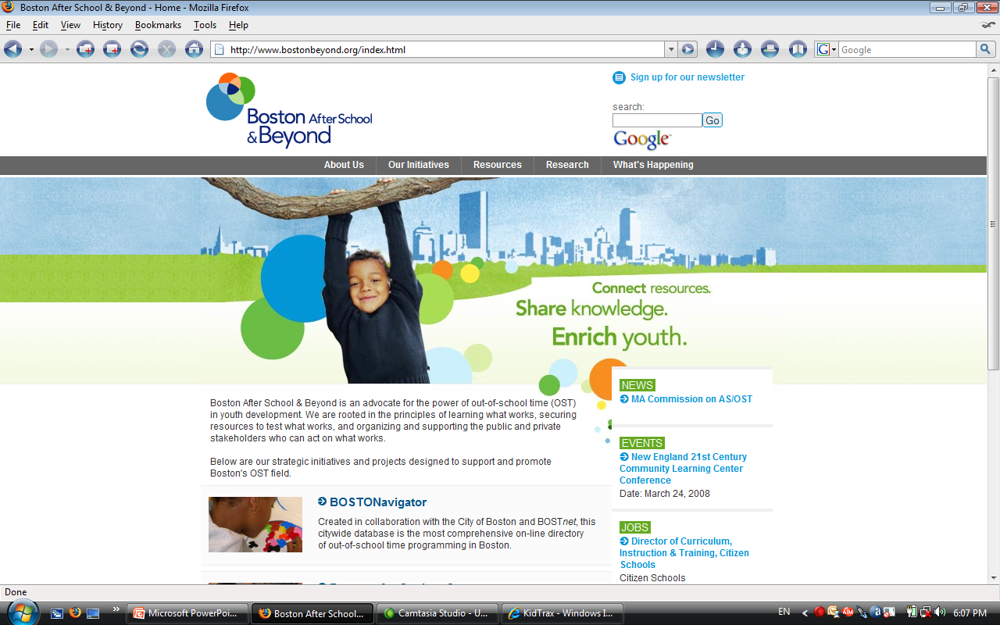 Boston After School & Beyond - Home - Mozilla Firefox
File Edit View History Bookmarks Tools Help
http://www.bostonbeyond.org/index.html
G Google
Sign up for our newsletter
search:
Go
Google™
Boston After School
& Beyond
About Us Our Initiatives Resources Research What's Happening
Connect resources.
Share knowledge.
Enrich youth.
Boston After School & Beyond is an advocate for the power of out-of-school time (OST)
in youth development. We are rooted in the principles of learning what works, securing
resources to test what works, and organizing and supporting the public and private
stakeholders who can act on what works.
Below are our strategic initiatives and projects designed to support and promote
Boston's OST field.
BOSTONavigator
Created in collaboration with the City of Boston and BOSTnet, this
citywide database is the most comprehensive on-line directory
of out-of-school time programming in Boston.
NEWS
MA Commission on AS/OST
EVENTS
New England 21st Century
Community Learning Center
Conference
Date: March 24, 2008
JOBS
Director of Curriculum,
Instruction & Training, Citizen
Schools
Citizen Schools
Done
Microsoft PowerPoi... Boston After School... Camtasia Studio - U... KidTrax - Windows I... EN 6:07 PM